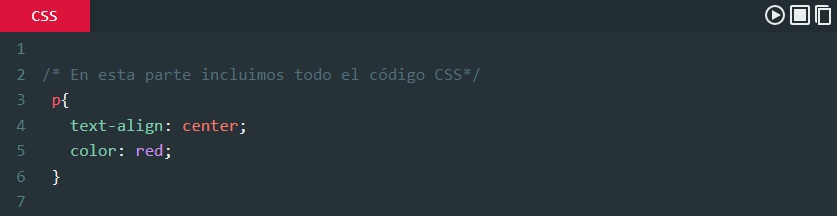 CSS
1
2 /* En esta parte incluimos todo el código CSS*/
3 p{
4 text-align: center;
5 color: red;
6 }
7